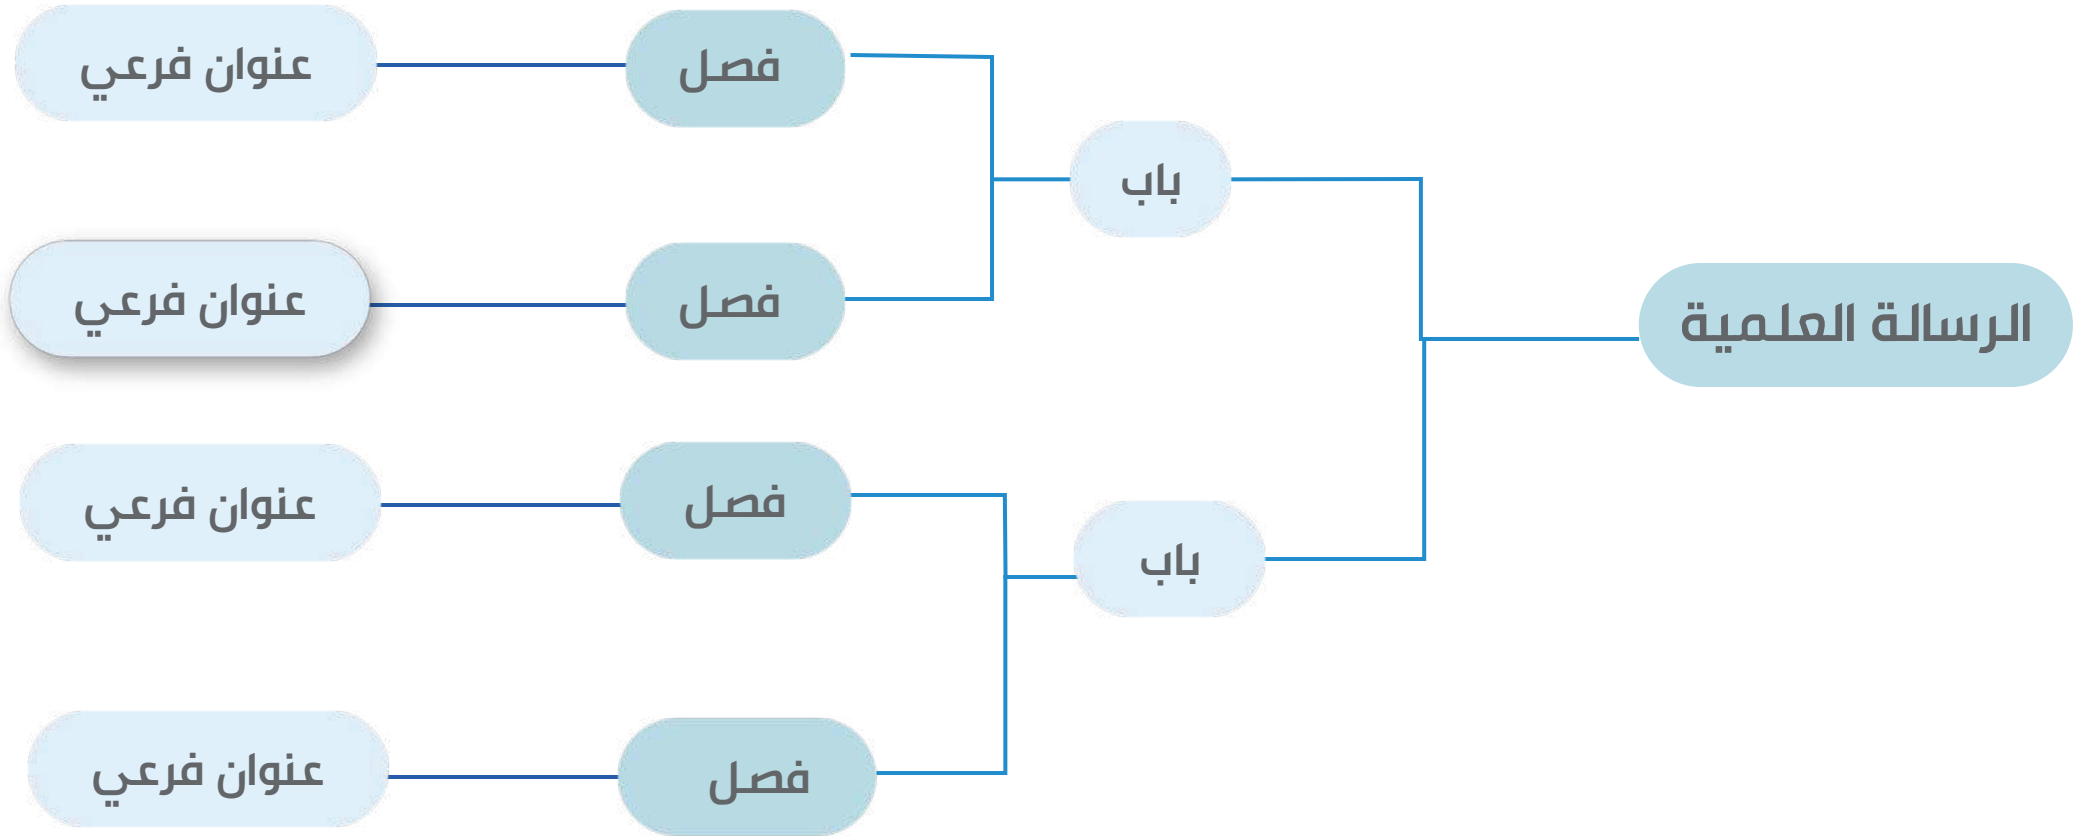 الرسالة العلمية
باب
فصل
عنوان فرعي
فصل
عنوان فرعي
باب
فصل
عنوان فرعي
فصل
عنوان فرعي